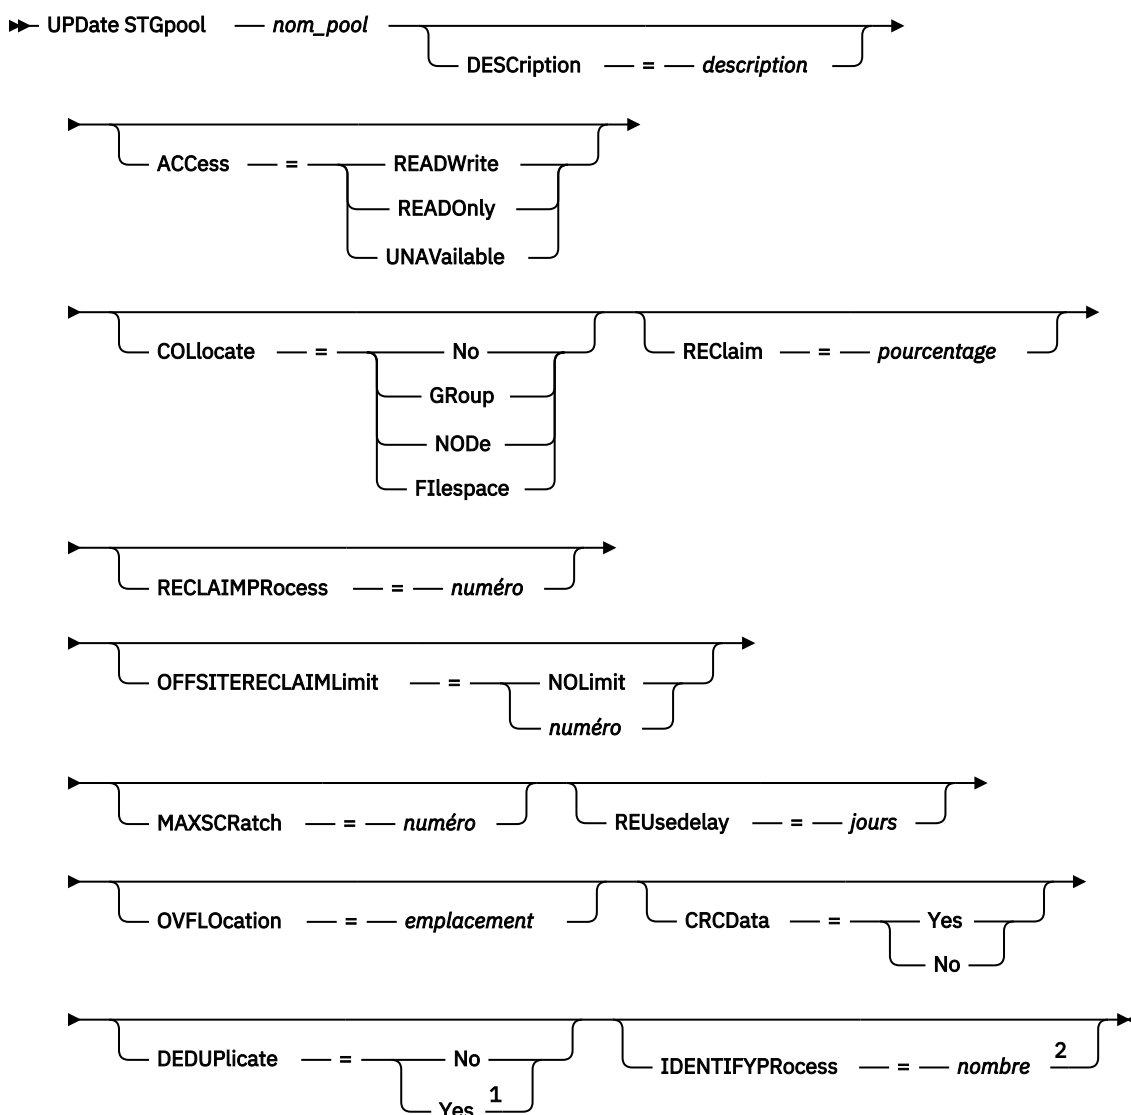 UPDate STGpool nom_pool
DESCription = description
ACCess = READWrite
READOnly
UNAVailable
COLlocate = No REClaim = pourcentage
GRoup
NODe
FIlespace
RECLAIMPRocess = numéro
OFFSITERECLAIMLimit = NOLimit
numéro
MAXSCRatch = numéro REUsedelay = jours
OVFLOcation = emplacement CRCData = Yes
No
DEDUPlicate = No IDENTIFYPRocess = nombre 2
Yes 1